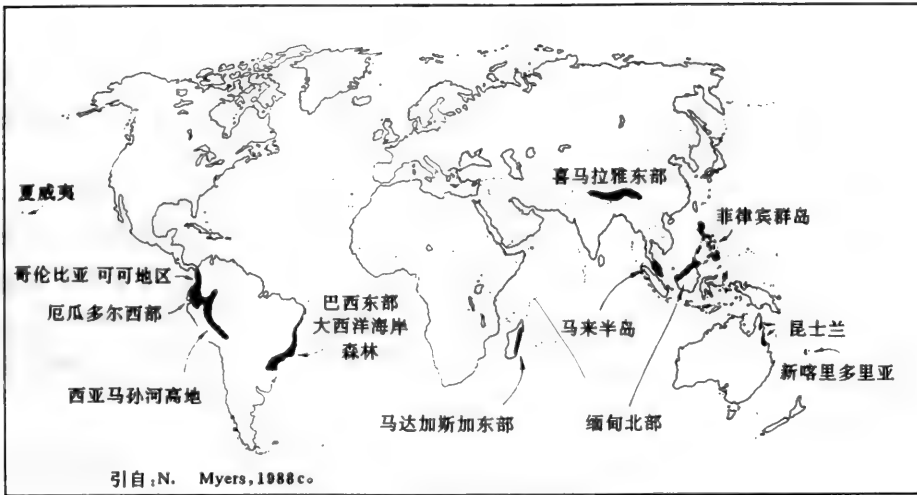 喜马拉雅东部
夏威夷
菲律宾群岛
哥伦比亚 可可地区
厄瓜多尔西部
巴西东部
大西洋海岸
森林
马来半岛
昆士兰
新喀里多里亚
西亚马孙河高地
马达加斯加东部
缅甸北部
引自:N. Myers,1988c。